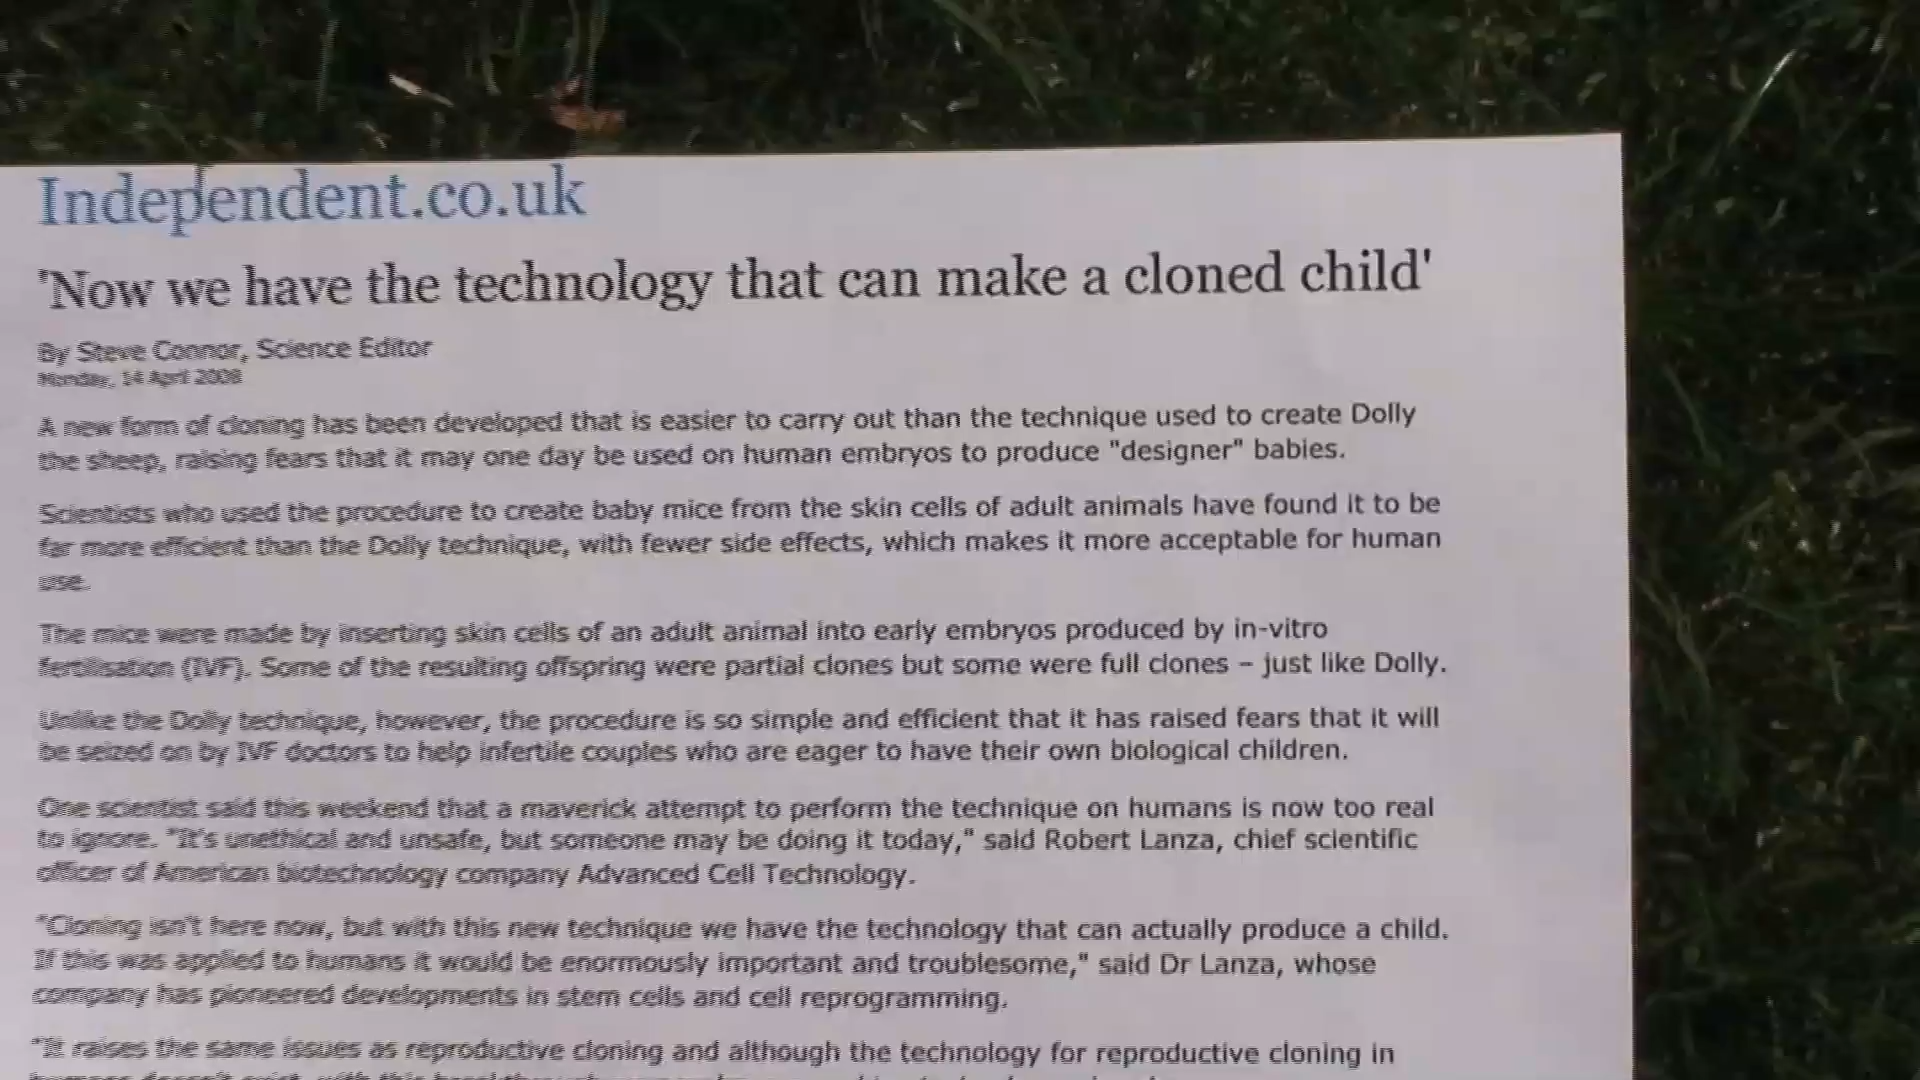 Independent.co.uk
'Now we have the technology that can make a cloned child'
By Steve Connor, Science Editor
Monday, 14 April 2008
A new form of cloning has been developed that is easier to carry out than the technique used to create Dolly
the sheep, raising fears that it may one day be used on human embryos to produce "designer" babies.
Scientists who used the procedure to create baby mice from the skin cells of adult animals have found it to be
far more efficient than the Dolly technique, with fewer side effects, which makes it more acceptable for human
use.
The mice were made by inserting skin cells of an adult animal into early embryos produced by in-vitro
fertilisation (IVF). Some of the resulting offspring were partial clones but some were full clones – just like Dolly.
Unlike the Dolly technique, however, the procedure is so simple and efficient that it has raised fears that it will
be seized on by IVF doctors to help infertile couples who are eager to have their own biological children.
One scientist said this weekend that a maverick attempt to perform the technique on humans is now too real
to ignore. "It's unethical and unsafe, but someone may be doing it today," said Robert Lanza, chief scientific
officer of American biotechnology company Advanced Cell Technology.
"Cloning isn't here now, but with this new technique we have the technology that can actually produce a child.
If this was applied to humans it would be enormously important and troublesome," said Dr Lanza, whose
company has pioneered developments in stem cells and cell reprogramming.
"It raises the same issues as reproductive cloning and although the technology for reproductive cloning in